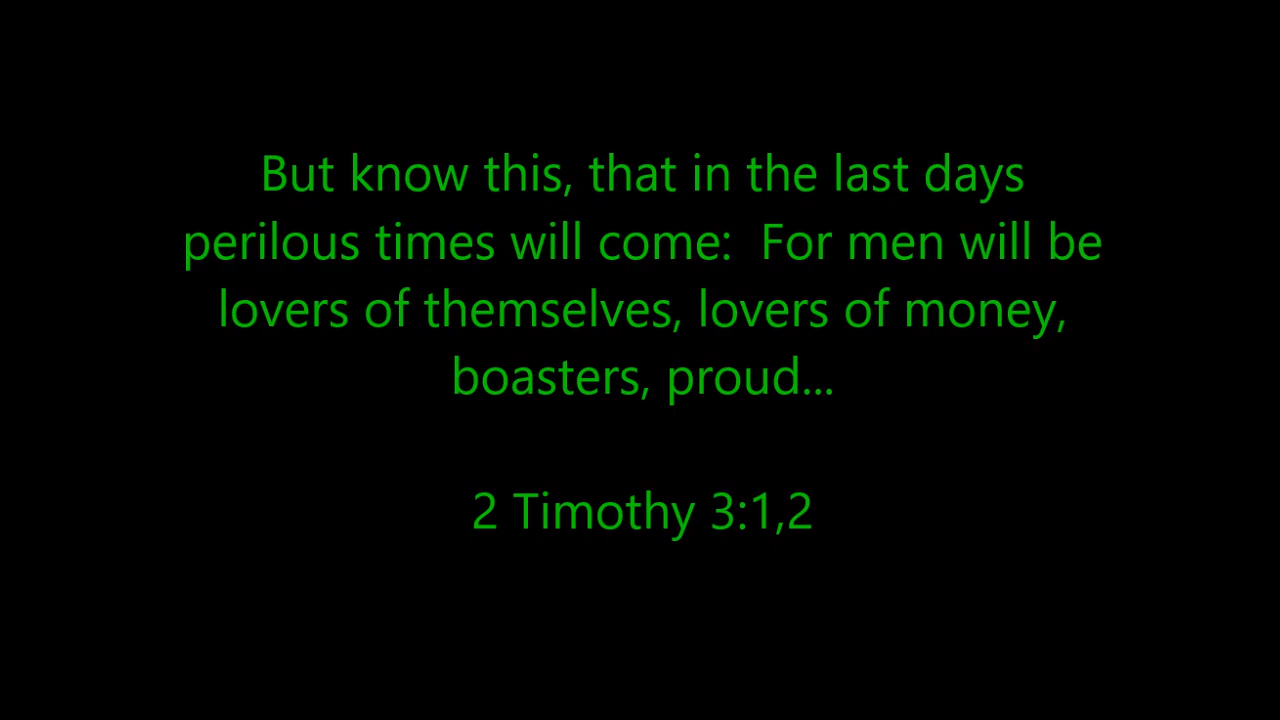 But know this, that in the last days
perilous times will come:  For men will be
lovers of themselves, lovers of money,
boasters, proud...
2 Timothy 3:1,2